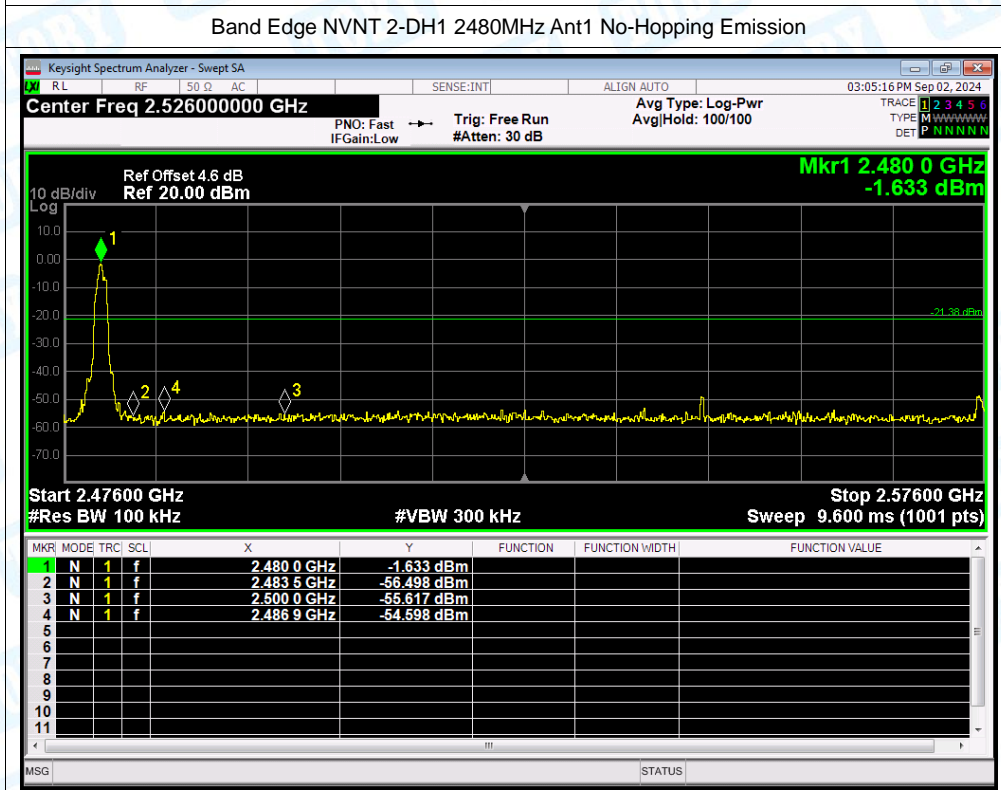 Band Edge NVNT 2-DH1 2480MHz Ant1 No-Hopping Emission
Keysight Spectrum Analyzer - Swept SA
LXI RL RF 50 Ω AC SENSE:INT ALIGN AUTO 03:05:16 PM Sep 02, 2024
Center Freq 2.526000000 GHz Avg Type: Log-Pwr TRACE 1 2 3 4 5 6
PNO: Fast Trig: Free Run Avg|Hold: 100/100 TYPE M WWWWW
IFGain:Low #Atten: 30 dB DET P N N N N N
Mkr1 2.480 0 GHz
Ref Offset 4.6 dB
10 dB/div Ref 20.00 dBm -1.633 dBm
Log
10.0
1
0.00
-10.0
-20.0
-21.38 dBm
-30.0
-40.0
2 4 3
-50.0
-60.0
-70.0
Start 2.47600 GHz Stop 2.57600 GHz
#Res BW 100 kHz #VBW 300 kHz Sweep 9.600 ms (1001 pts)
MKR MODE TRC SCL X Y FUNCTION FUNCTION WIDTH FUNCTION VALUE
1 N 1 f 2.480 0 GHz -1.633 dBm
2 N 1 f 2.483 5 GHz -56.498 dBm
3 N 1 f 2.500 0 GHz -55.617 dBm
4 N 1 f 2.486 9 GHz -54.598 dBm
5
6
7
8
9
10
11
MSG STATUS